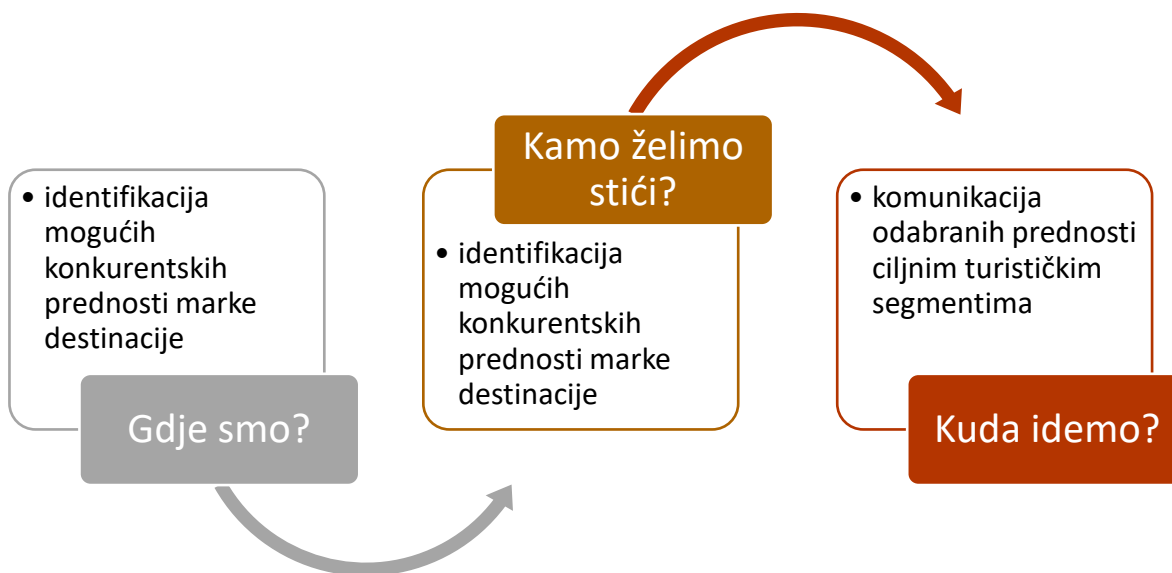 • identifikacija
mogućih
konkurentskih
prednosti marke
destinacije
Gdje smo?
Kamo želimo
stići?
• identifikacija
mogućih
konkurentskih
prednosti marke
destinacije
• komunikacija
odabranih prednosti
ciljnim turističkim
segmentima
Kuda idemo?